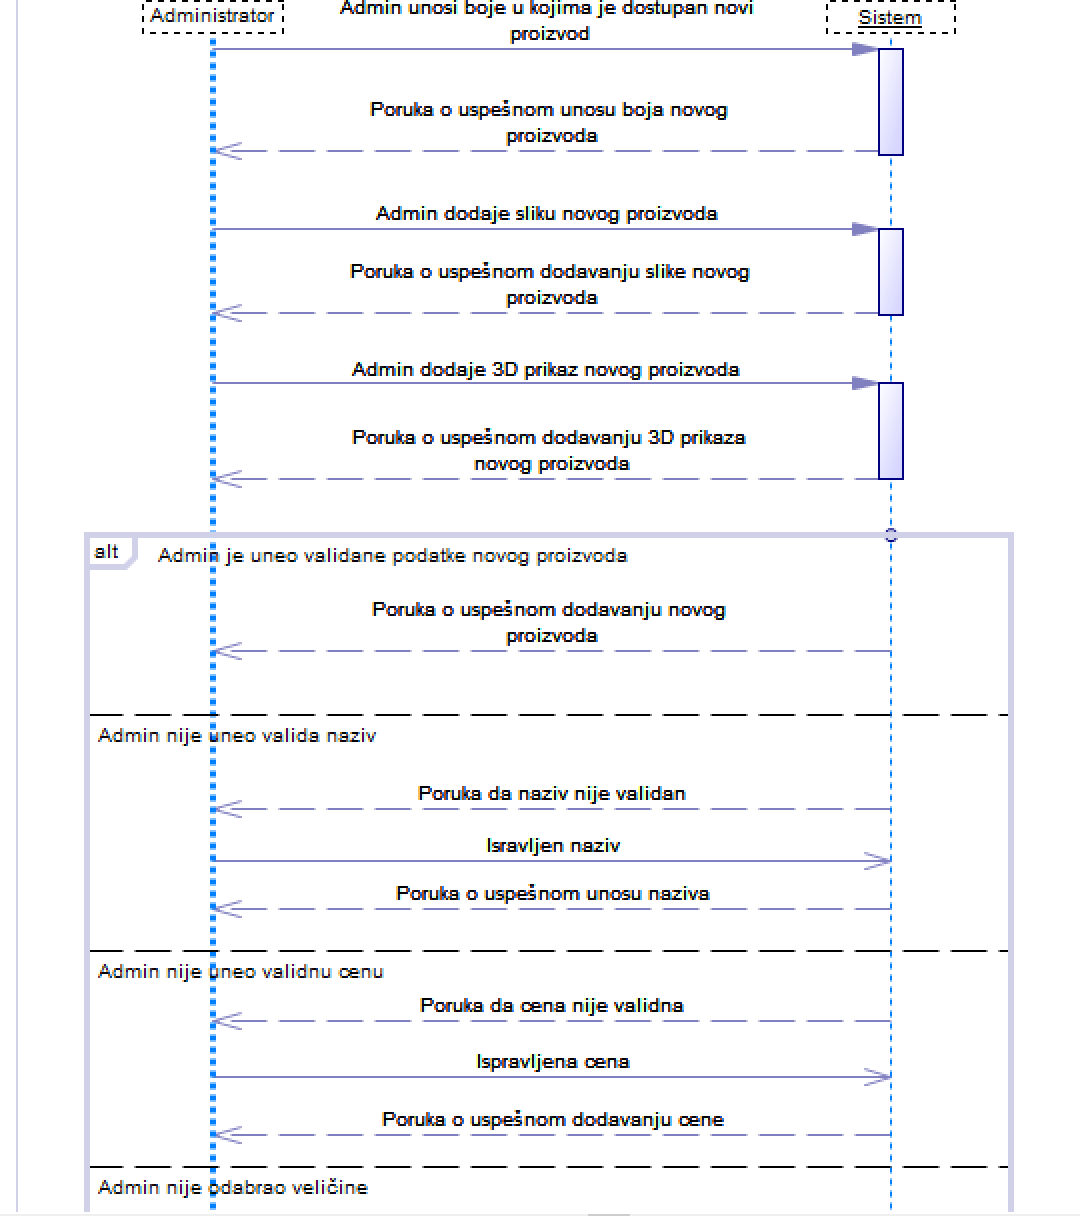 Administrator
Admin unosi boje u kojima je dostupan novi
proizvod
Sistem
Poruka o uspešnom unosu boja novog
proizvoda
Admin dodaje sliku novog proizvoda
Poruka o uspešnom dodavanju slike novog
proizvoda
Admin dodaje 3D prikaz novog proizvoda
Poruka o uspešnom dodavanju 3D prikaza
novog proizvoda
alt
Admin je uneo validane podatke novog proizvoda
Poruka o uspešnom dodavanju novog
proizvoda
Admin nije uneo valida naziv
Poruka da naziv nije validan
Isravljen naziv
Poruka o uspešnom unosu naziva
Admin nije uneo validnu cenu
Poruka da cena nije validna
Ispravljena cena
Poruka o uspešnom dodavanju cene
Admin nije odabrao veličine